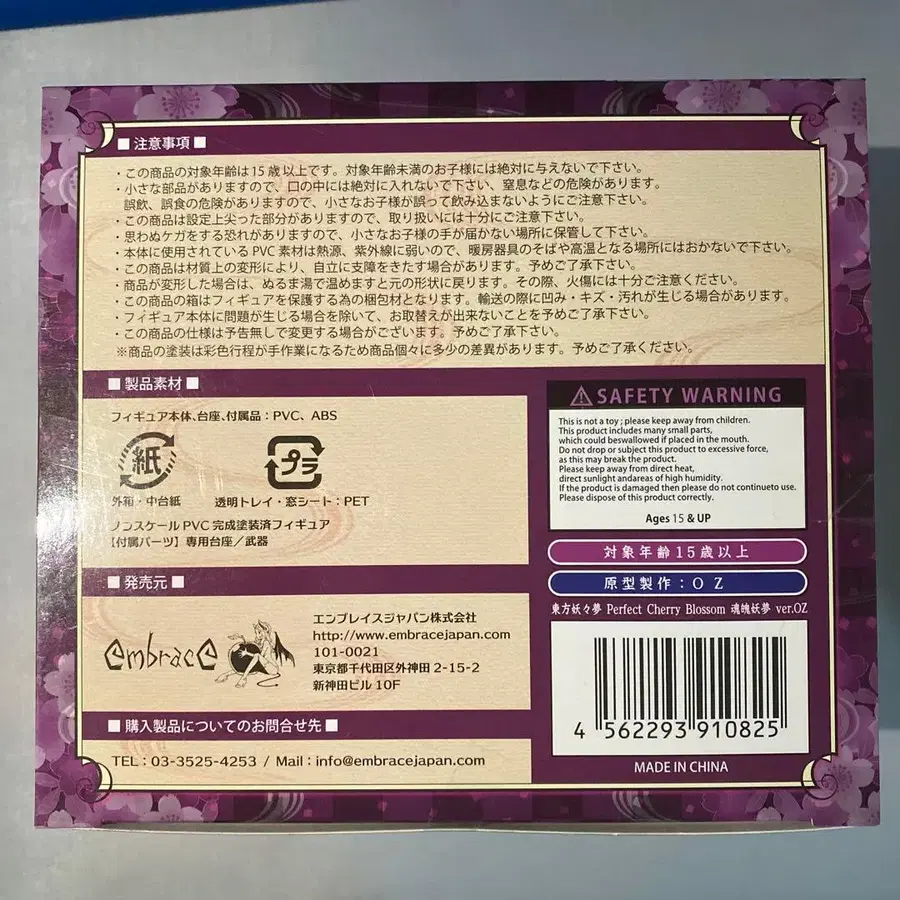 ■ 注意事項 ■
・この商品の対象年齢は15歳以上です。対象年齢未満のお子様には絶対に与えないで下さい。
・小さな部品がありますので、口の中には絶対に入れないで下さい、窒息などの危険があります。
誤飲、誤食の危険がありますので、小さなお子様が誤って飲み込まないようにご注意下さい。
・この商品は設定上尖った部分がありますので、取り扱いには十分にご注意下さい。
・思わぬケガをする恐れがありますので、小さなお子様の手が届かない場所に保管して下さい。
・本体に使用されているPVC素材は熱源、紫外線に弱いので、暖房器具のそばや高温となる場所にはおかないで下さい。
・この商品は材質上の変形により、自立に支障をきたす場合があります。予めご了承下さい。
・商品が変形した場合は、ぬるま湯で温めますと元の形状に戻ります。その際、火傷には十分ご注意ください。
・この商品の箱はフィギュアを保護する為の梱包材となります。輸送の際に凹み・キズ・汚れが生じる場合があります。
・フィギュア本体に問題が生じる場合を除いて、お取替えが出来ないことを予めご了承下さい。
・この商品の仕様は予告無しで変更する場合がございます。予めご了承下さい。
※商品の塗装は彩色行程が手作業になるため商品個々に多少の差異があります。予めご了承ください。
■ 製品素材 ■
フィギュア本体、台座、付属品：PVC、ABS
紙
プラ
外箱・中台紙
透明トレイ・窓シート：PET
ノンスケールPVC完成塗装済フィギュア
【付属パーツ】専用台座／武器
■ 発売元 ■
embracE
エンブレイスジャパン株式会社
http://www.embracejapan.com
101-0021
東京都千代田区外神田2-15-2
新神田ビル10F
■ 購入製品についてのお問合せ先 ■
TEL：03-3525-4253 / Mail：info@embracejapan.com
SAFETY WARNING
This is not a toy ; please keep away from children.
This product includes many small parts,
which could beswallowed if placed in the mouth.
Do not drop or subject this product to excessive force,
as this may break the product.
Please keep away from direct heat,
direct sunlight andareas of high humidity.
If the product is damaged in any way, please do not continueto use.
Please dispose of this product correctly.
Ages 15 & UP
対象年齢15歳以上
原型製作：OZ
東方妖々夢 Perfect Cherry Blossom 魂魄妖夢 ver.OZ
4 562293 910825
MADE IN CHINA